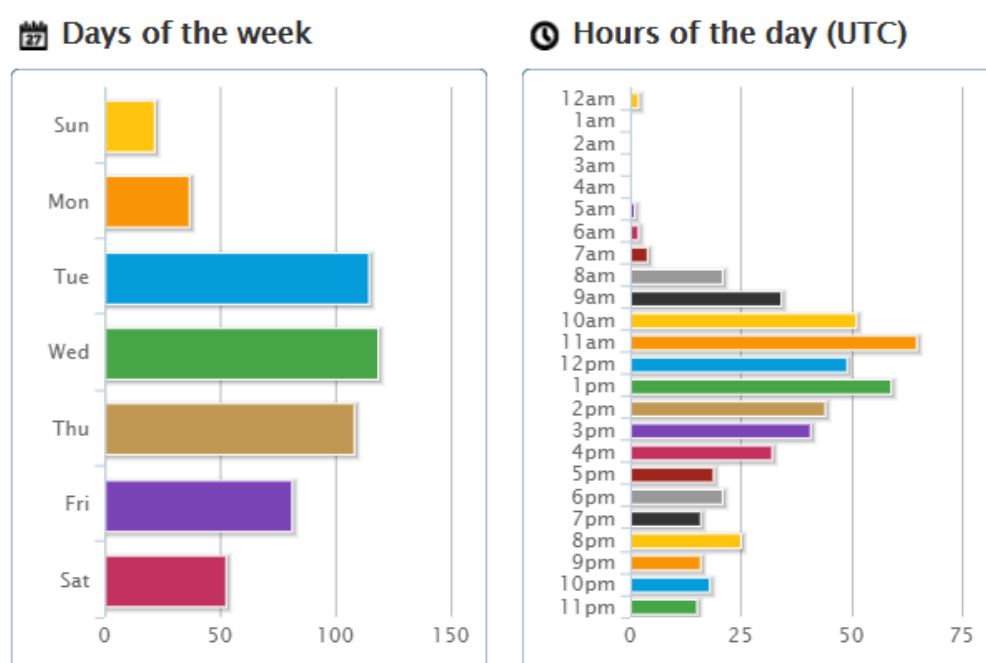 27 Days of the week
Sun
Mon
Tue
Wed
Thu
Fri
Sat
0 50 100 150
Hours of the day (UTC)
12am
1am
2am
3am
4am
5am
6am
7am
8am
9am
10am
11am
12pm
1pm
2pm
3pm
4pm
5pm
6pm
7pm
8pm
9pm
10pm
11pm
0 25 50 75